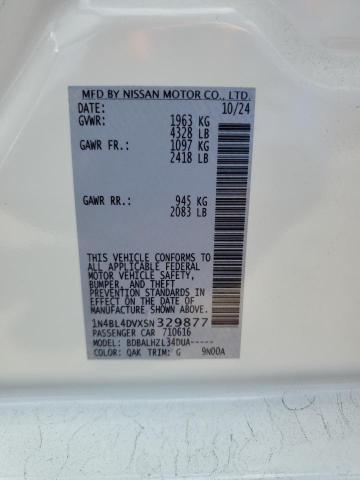 MFD BY NISSAN MOTOR CO., LTD.
DATE: 10/24
GVWR: 1963 KG
4328 LB
GAWR FR.: 1097 KG
2418 LB
GAWR RR.: 945 KG
2083 LB
THIS VEHICLE CONFORMS TO
ALL APPLICABLE FEDERAL
MOTOR VEHICLE SAFETY,
BUMPER, AND THEFT
PREVENTION STANDARDS IN
EFFECT ON THE DATE OF
MANUFACTURE SHOWN ABOVE.
1N4BL4DVXSN329877
PASSENGER CAR 710616
MODEL: BDBALHZL34DUA-----
COLOR: QAK TRIM: G 9N00A